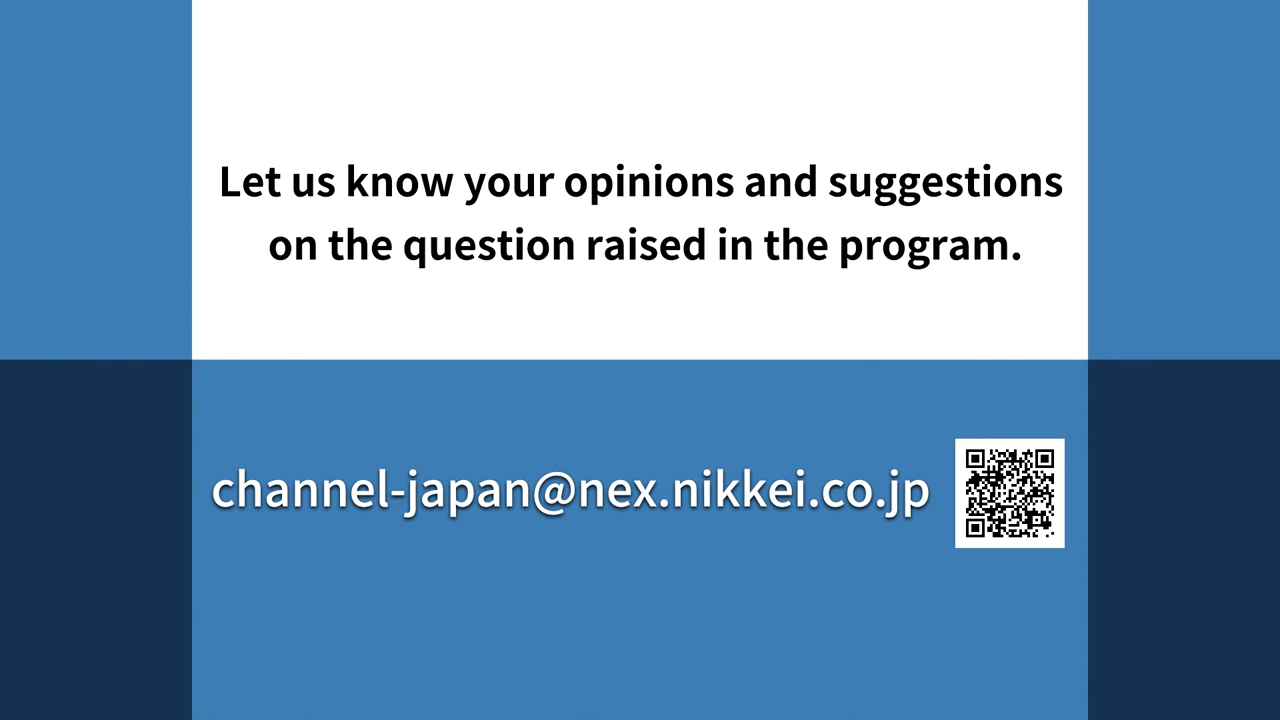 Let us know your opinions and suggestions
on the question raised in the program.
channel-japan@nex.nikkei.co.jp